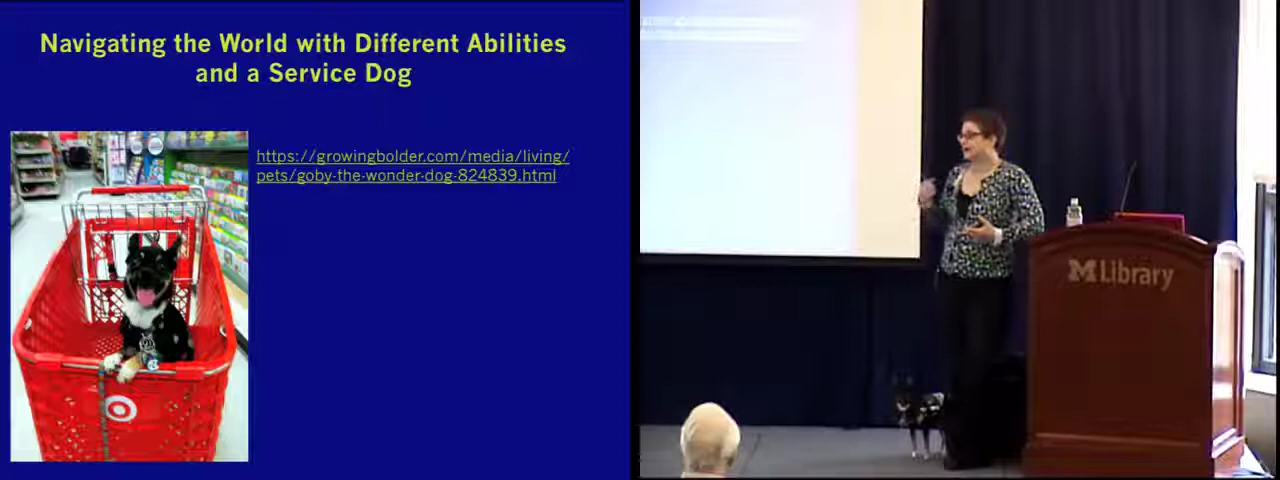 Navigating the World with Different Abilities
and a Service Dog
https://growingbolder.com/media/living/
pets/goby-the-wonder-dog-824839.html
M Library